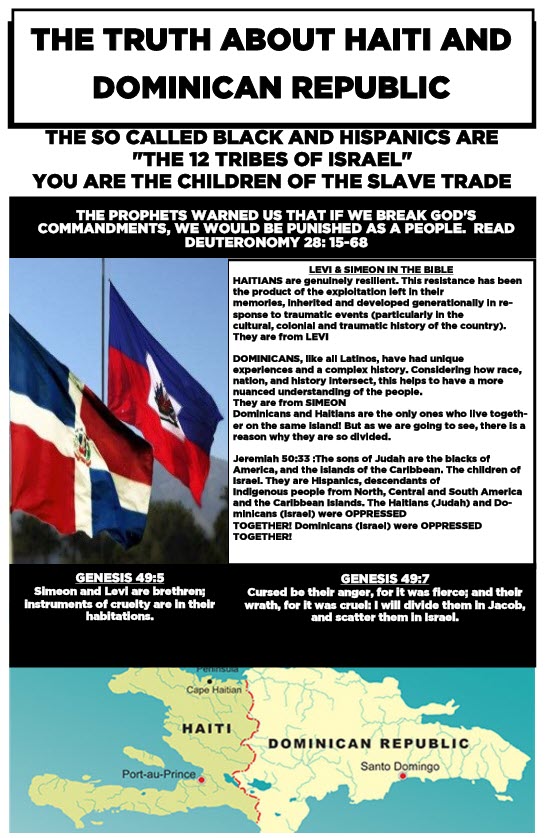 THE TRUTH ABOUT HAITI AND
DOMINICAN REPUBLIC
THE SO CALLED BLACK AND HISPANICS ARE
"THE 12 TRIBES OF ISRAEL"
YOU ARE THE CHILDREN OF THE SLAVE TRADE
THE PROPHETS WARNED US THAT IF WE BREAK GOD'S
COMMANDMENTS, WE WOULD BE PUNISHED AS A PEOPLE. READ
DEUTERONOMY 28: 15-68
LEVI & SIMEON IN THE BIBLE
HAITIANS are genuinely resilient. This resistance has been
the product of the exploitation left in their
memories, inherited and developed generationally in re-
sponse to traumatic events (particularly in the
cultural, colonial and traumatic history of the country).
They are from LEVI
DOMINICANS, like all Latinos, have had unique
experiences and a complex history. Considering how race,
nation, and history intersect, this helps to have a more
nuanced understanding of the people.
They are from SIMEON
Dominicans and Haitians are the only ones who live togeth-
er on the same island! But as we are going to see, there is a
reason why they are so divided.
Jeremiah 50:33 :The sons of Judah are the blacks of
America, and the islands of the Caribbean. The children of
Israel. They are Hispanics, descendants of
Indigenous people from North, Central and South America
and the Caribbean islands. The Haitians (Judah) and Do-
minicans (Israel) were OPPRESSED
TOGETHER! Dominicans (Israel) were OPPRESSED
TOGETHER!
GENESIS 49:5
Simeon and Levi are brethren;
instruments of cruelty are in their
habitations.
GENESIS 49:7
Cursed be their anger, for it was fierce; and their
wrath, for it was cruel: I will divide them in Jacob,
and scatter them in Israel.
Peninsula
Cape Haitian
HAITI
DOMINICAN REPUBLIC
Port-au-Prince
Santo Domingo